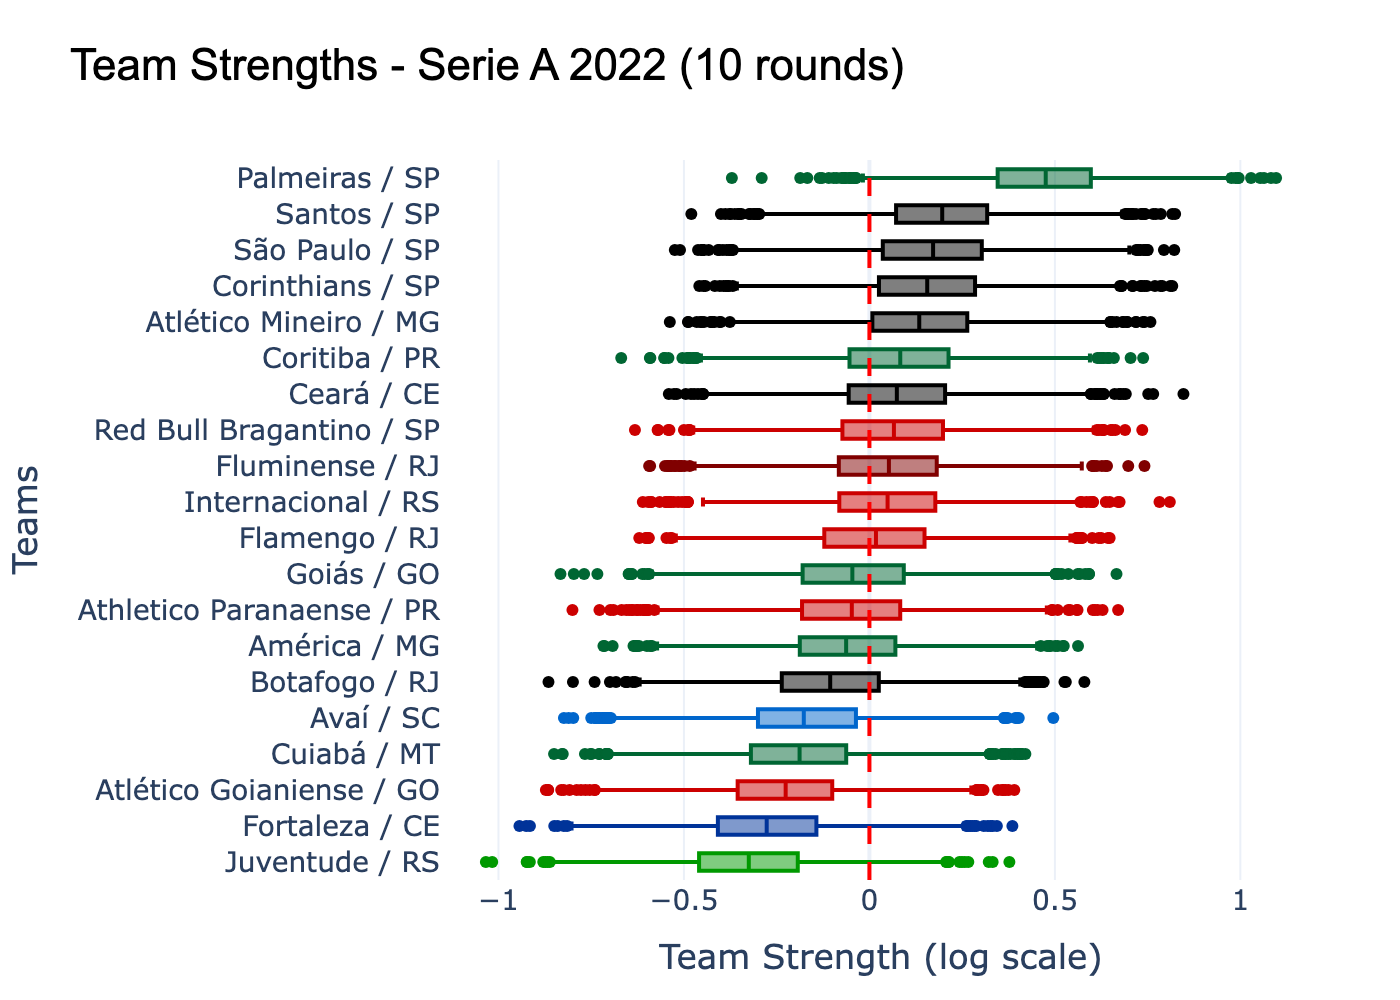 Team Strengths - Serie A 2022 (10 rounds)
Palmeiras / SP
Santos / SP
São Paulo / SP
Corinthians / SP
Atlético Mineiro / MG
Coritiba / PR
Ceará / CE
Red Bull Bragantino / SP
Fluminense / RJ
Internacional / RS
Flamengo / RJ
Goiás / GO
Athletico Paranaense / PR
América / MG
Botafogo / RJ
Avaí / SC
Cuiabá / MT
Atlético Goianiense / GO
Fortaleza / CE
Juventude / RS
Teams
−1 −0.5 0 0.5 1
Team Strength (log scale)